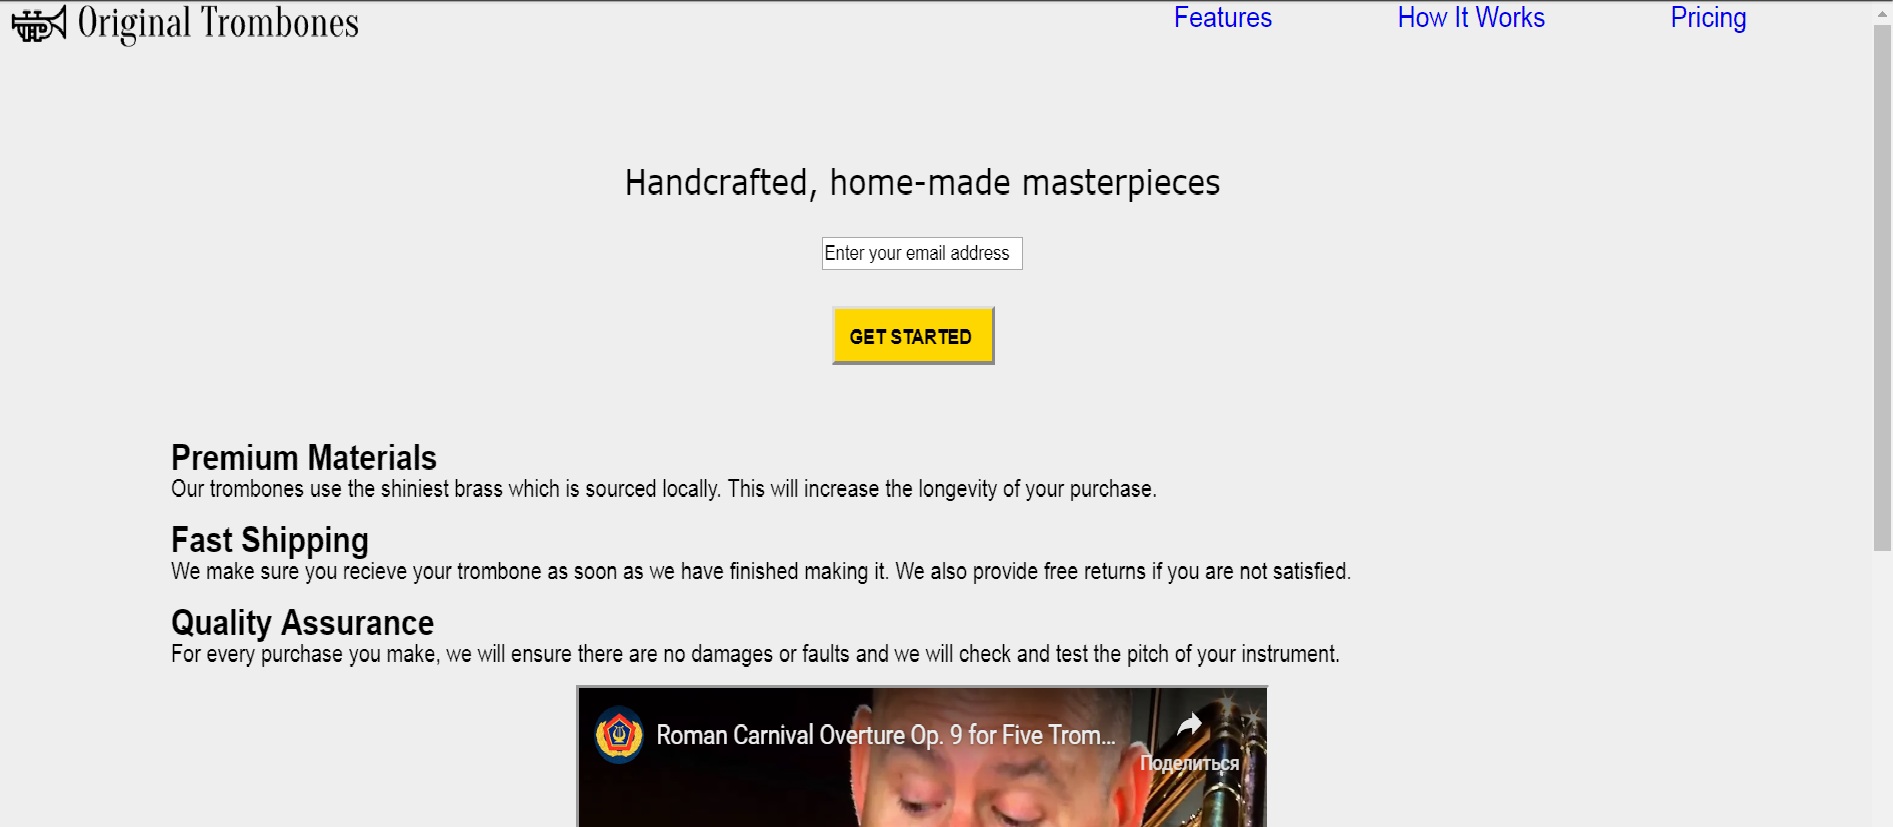 Original Trombones
Features
How It Works
Pricing
Handcrafted, home-made masterpieces
Enter your email address
GET STARTED
Premium Materials
Our trombones use the shiniest brass which is sourced locally. This will increase the longevity of your purchase.
Fast Shipping
We make sure you recieve your trombone as soon as we have finished making it. We also provide free returns if you are not satisfied.
Quality Assurance
For every purchase you make, we will ensure there are no damages or faults and we will check and test the pitch of your instrument.
Roman Carnival Overture Op. 9 for Five Trom...
Поделиться